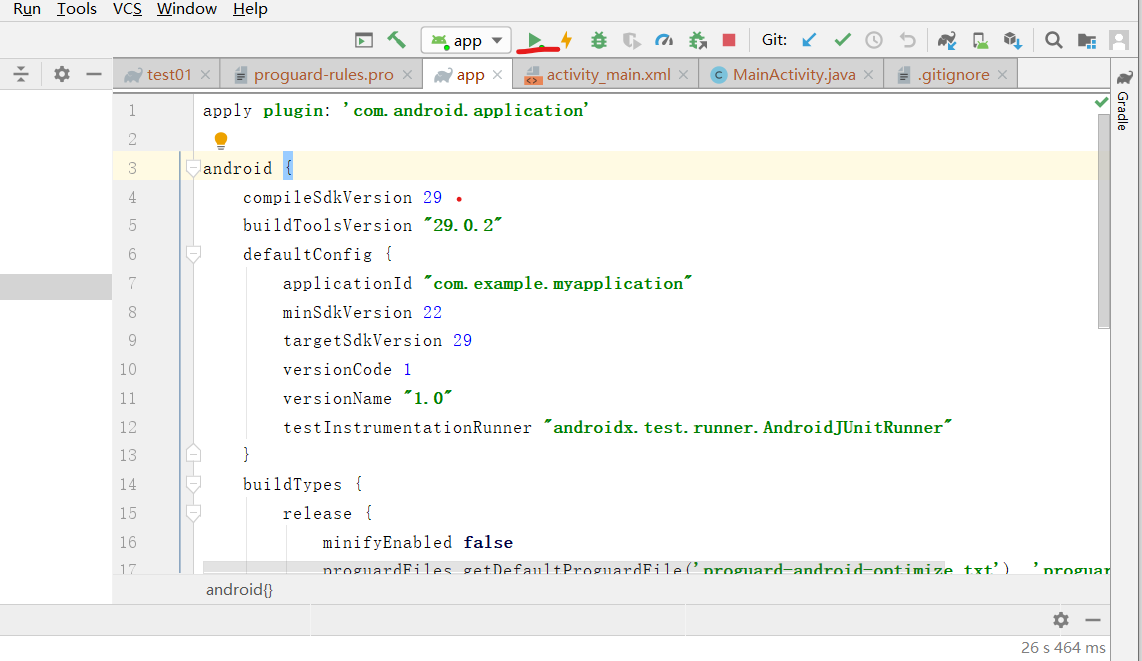 Run Tools VCS Window Help
app Git:
test01 proguard-rules.pro app activity_main.xml MainActivity.java .gitignore
Gradle
1 apply plugin: 'com.android.application'
2
3 android {
4 compileSdkVersion 29
5 buildToolsVersion "29.0.2"
6 defaultConfig {
7 applicationId "com.example.myapplication"
8 minSdkVersion 22
9 targetSdkVersion 29
10 versionCode 1
11 versionName "1.0"
12 testInstrumentationRunner "androidx.test.runner.AndroidJUnitRunner"
13 }
14 buildTypes {
15 release {
16 minifyEnabled false
17 proguardFiles getDefaultProguardFile('proguard-android-optimize.txt'), 'proguar
android{}
26 s 464 ms